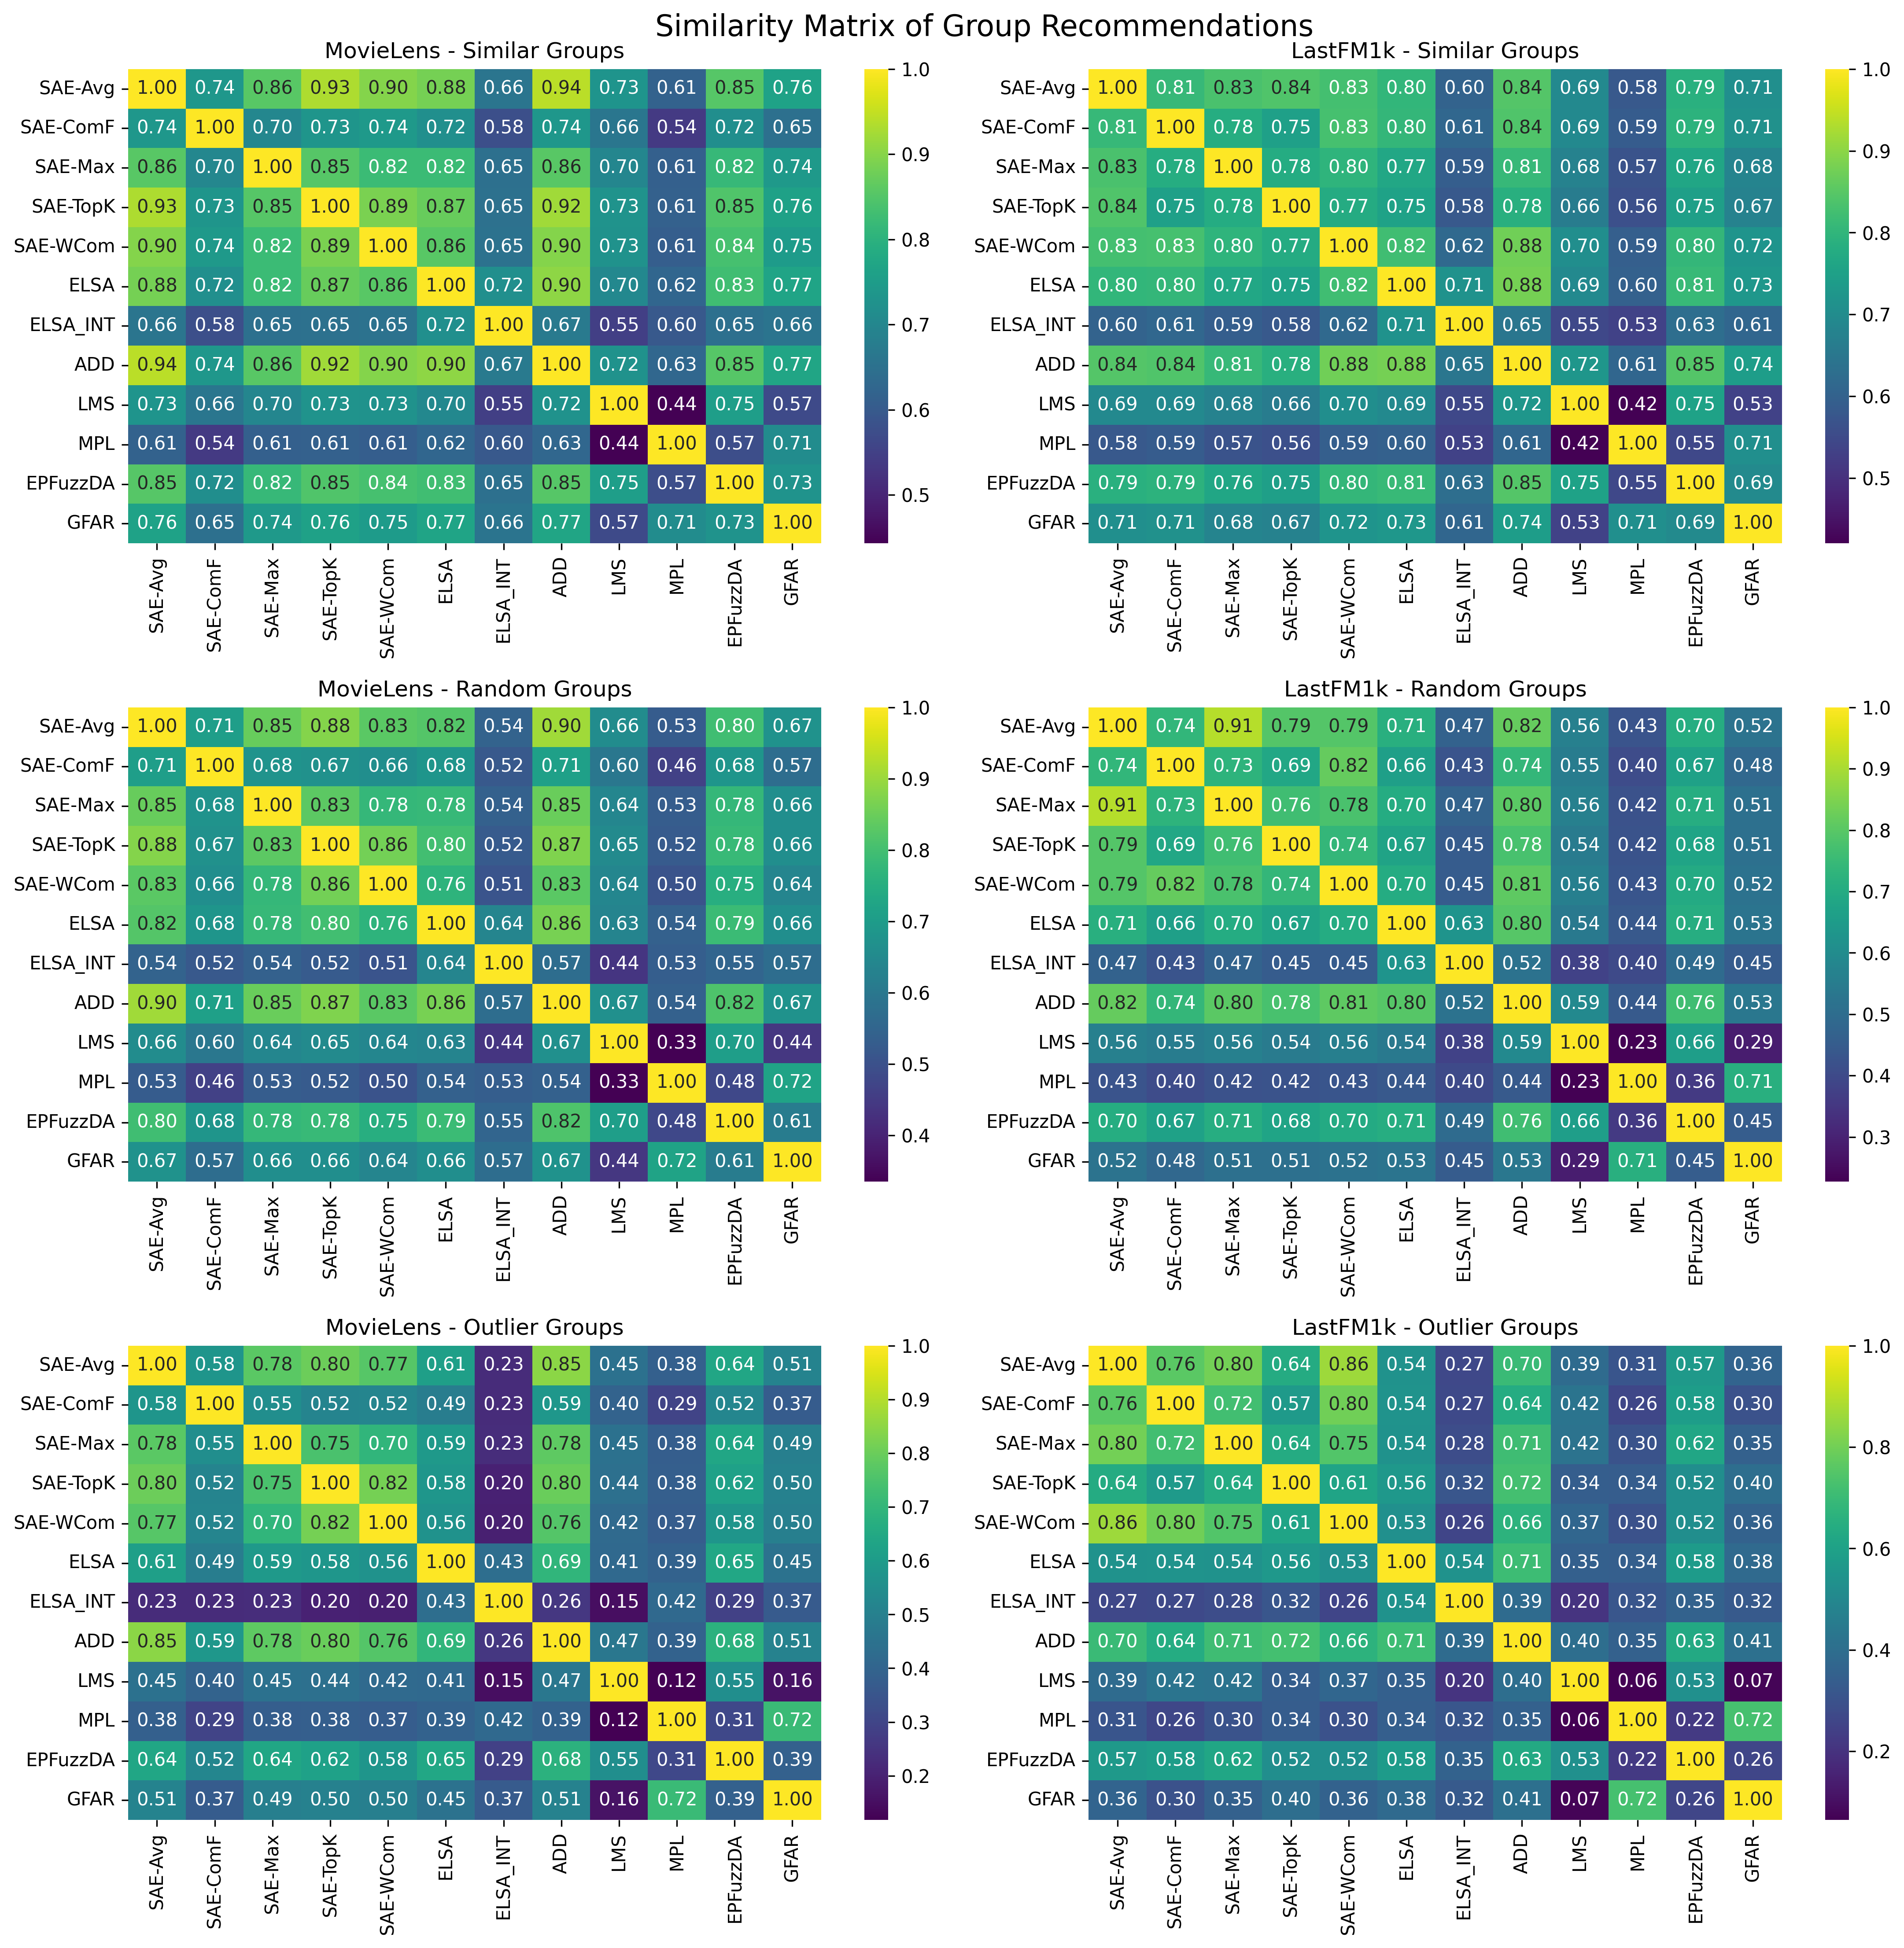 Similarity Matrix of Group Recommendations
MovieLens - Similar Groups
SAE-Avg 1.00 0.74 0.86 0.93 0.90 0.88 0.66 0.94 0.73 0.61 0.85 0.76
SAE-ComF 0.74 1.00 0.70 0.73 0.74 0.72 0.58 0.74 0.66 0.54 0.72 0.65
SAE-Max 0.86 0.70 1.00 0.85 0.82 0.82 0.65 0.86 0.70 0.61 0.82 0.74
SAE-TopK 0.93 0.73 0.85 1.00 0.89 0.87 0.65 0.92 0.73 0.61 0.85 0.76
SAE-WCom 0.90 0.74 0.82 0.89 1.00 0.86 0.65 0.90 0.73 0.61 0.84 0.75
ELSA 0.88 0.72 0.82 0.87 0.86 1.00 0.72 0.90 0.70 0.62 0.83 0.77
ELSA_INT 0.66 0.58 0.65 0.65 0.65 0.72 1.00 0.67 0.55 0.60 0.65 0.66
ADD 0.94 0.74 0.86 0.92 0.90 0.90 0.67 1.00 0.72 0.63 0.85 0.77
LMS 0.73 0.66 0.70 0.73 0.73 0.70 0.55 0.72 1.00 0.44 0.75 0.57
MPL 0.61 0.54 0.61 0.61 0.61 0.62 0.60 0.63 0.44 1.00 0.57 0.71
EPFuzzDA 0.85 0.72 0.82 0.85 0.84 0.83 0.65 0.85 0.75 0.57 1.00 0.73
GFAR 0.76 0.65 0.74 0.76 0.75 0.77 0.66 0.77 0.57 0.71 0.73 1.00
SAE-Avg SAE-ComF SAE-Max SAE-TopK SAE-WCom ELSA ELSA_INT ADD LMS MPL EPFuzzDA GFAR
1.0
0.9
0.8
0.7
0.6
0.5
LastFM1k - Similar Groups
SAE-Avg 1.00 0.81 0.83 0.84 0.83 0.80 0.60 0.84 0.69 0.58 0.79 0.71
SAE-ComF 0.81 1.00 0.78 0.75 0.83 0.80 0.61 0.84 0.69 0.59 0.79 0.71
SAE-Max 0.83 0.78 1.00 0.78 0.80 0.77 0.59 0.81 0.68 0.57 0.76 0.68
SAE-TopK 0.84 0.75 0.78 1.00 0.77 0.75 0.58 0.78 0.66 0.56 0.75 0.67
SAE-WCom 0.83 0.83 0.80 0.77 1.00 0.82 0.62 0.88 0.70 0.59 0.80 0.72
ELSA 0.80 0.80 0.77 0.75 0.82 1.00 0.71 0.88 0.69 0.60 0.81 0.73
ELSA_INT 0.60 0.61 0.59 0.58 0.62 0.71 1.00 0.65 0.55 0.53 0.63 0.61
ADD 0.84 0.84 0.81 0.78 0.88 0.88 0.65 1.00 0.72 0.61 0.85 0.74
LMS 0.69 0.69 0.68 0.66 0.70 0.69 0.55 0.72 1.00 0.42 0.75 0.53
MPL 0.58 0.59 0.57 0.56 0.59 0.60 0.53 0.61 0.42 1.00 0.55 0.71
EPFuzzDA 0.79 0.79 0.76 0.75 0.80 0.81 0.63 0.85 0.75 0.55 1.00 0.69
GFAR 0.71 0.71 0.68 0.67 0.72 0.73 0.61 0.74 0.53 0.71 0.69 1.00
SAE-Avg SAE-ComF SAE-Max SAE-TopK SAE-WCom ELSA ELSA_INT ADD LMS MPL EPFuzzDA GFAR
1.0
0.9
0.8
0.7
0.6
0.5
MovieLens - Random Groups
SAE-Avg 1.00 0.71 0.85 0.88 0.83 0.82 0.54 0.90 0.66 0.53 0.80 0.67
SAE-ComF 0.71 1.00 0.68 0.67 0.66 0.68 0.52 0.71 0.60 0.46 0.68 0.57
SAE-Max 0.85 0.68 1.00 0.83 0.78 0.78 0.54 0.85 0.64 0.53 0.78 0.66
SAE-TopK 0.88 0.67 0.83 1.00 0.86 0.80 0.52 0.87 0.65 0.52 0.78 0.66
SAE-WCom 0.83 0.66 0.78 0.86 1.00 0.76 0.51 0.83 0.64 0.50 0.75 0.64
ELSA 0.82 0.68 0.78 0.80 0.76 1.00 0.64 0.86 0.63 0.54 0.79 0.66
ELSA_INT 0.54 0.52 0.54 0.52 0.51 0.64 1.00 0.57 0.44 0.53 0.55 0.57
ADD 0.90 0.71 0.85 0.87 0.83 0.86 0.57 1.00 0.67 0.54 0.82 0.67
LMS 0.66 0.60 0.64 0.65 0.64 0.63 0.44 0.67 1.00 0.33 0.70 0.44
MPL 0.53 0.46 0.53 0.52 0.50 0.54 0.53 0.54 0.33 1.00 0.48 0.72
EPFuzzDA 0.80 0.68 0.78 0.78 0.75 0.79 0.55 0.82 0.70 0.48 1.00 0.61
GFAR 0.67 0.57 0.66 0.66 0.64 0.66 0.57 0.67 0.44 0.72 0.61 1.00
SAE-Avg SAE-ComF SAE-Max SAE-TopK SAE-WCom ELSA ELSA_INT ADD LMS MPL EPFuzzDA GFAR
1.0
0.9
0.8
0.7
0.6
0.5
0.4
LastFM1k - Random Groups
SAE-Avg 1.00 0.74 0.91 0.79 0.79 0.71 0.47 0.82 0.56 0.43 0.70 0.52
SAE-ComF 0.74 1.00 0.73 0.69 0.82 0.66 0.43 0.74 0.55 0.40 0.67 0.48
SAE-Max 0.91 0.73 1.00 0.76 0.78 0.70 0.47 0.80 0.56 0.42 0.71 0.51
SAE-TopK 0.79 0.69 0.76 1.00 0.74 0.67 0.45 0.78 0.54 0.42 0.68 0.51
SAE-WCom 0.79 0.82 0.78 0.74 1.00 0.70 0.45 0.81 0.56 0.43 0.70 0.52
ELSA 0.71 0.66 0.70 0.67 0.70 1.00 0.63 0.80 0.54 0.44 0.71 0.53
ELSA_INT 0.47 0.43 0.47 0.45 0.45 0.63 1.00 0.52 0.38 0.40 0.49 0.45
ADD 0.82 0.74 0.80 0.78 0.81 0.80 0.52 1.00 0.59 0.44 0.76 0.53
LMS 0.56 0.55 0.56 0.54 0.56 0.54 0.38 0.59 1.00 0.23 0.66 0.29
MPL 0.43 0.40 0.42 0.42 0.43 0.44 0.40 0.44 0.23 1.00 0.36 0.71
EPFuzzDA 0.70 0.67 0.71 0.68 0.70 0.71 0.49 0.76 0.66 0.36 1.00 0.45
GFAR 0.52 0.48 0.51 0.51 0.52 0.53 0.45 0.53 0.29 0.71 0.45 1.00
SAE-Avg SAE-ComF SAE-Max SAE-TopK SAE-WCom ELSA ELSA_INT ADD LMS MPL EPFuzzDA GFAR
1.0
0.9
0.8
0.7
0.6
0.5
0.4
0.3
MovieLens - Outlier Groups
SAE-Avg 1.00 0.58 0.78 0.80 0.77 0.61 0.23 0.85 0.45 0.38 0.64 0.51
SAE-ComF 0.58 1.00 0.55 0.52 0.52 0.49 0.23 0.59 0.40 0.29 0.52 0.37
SAE-Max 0.78 0.55 1.00 0.75 0.70 0.59 0.23 0.78 0.45 0.38 0.64 0.49
SAE-TopK 0.80 0.52 0.75 1.00 0.82 0.58 0.20 0.80 0.44 0.38 0.62 0.50
SAE-WCom 0.77 0.52 0.70 0.82 1.00 0.56 0.20 0.76 0.42 0.37 0.58 0.50
ELSA 0.61 0.49 0.59 0.58 0.56 1.00 0.43 0.69 0.41 0.39 0.65 0.45
ELSA_INT 0.23 0.23 0.23 0.20 0.20 0.43 1.00 0.26 0.15 0.42 0.29 0.37
ADD 0.85 0.59 0.78 0.80 0.76 0.69 0.26 1.00 0.47 0.39 0.68 0.51
LMS 0.45 0.40 0.45 0.44 0.42 0.41 0.15 0.47 1.00 0.12 0.55 0.16
MPL 0.38 0.29 0.38 0.38 0.37 0.39 0.42 0.39 0.12 1.00 0.31 0.72
EPFuzzDA 0.64 0.52 0.64 0.62 0.58 0.65 0.29 0.68 0.55 0.31 1.00 0.39
GFAR 0.51 0.37 0.49 0.50 0.50 0.45 0.37 0.51 0.16 0.72 0.39 1.00
SAE-Avg SAE-ComF SAE-Max SAE-TopK SAE-WCom ELSA ELSA_INT ADD LMS MPL EPFuzzDA GFAR
1.0
0.9
0.8
0.7
0.6
0.5
0.4
0.3
0.2
LastFM1k - Outlier Groups
SAE-Avg 1.00 0.76 0.80 0.64 0.86 0.54 0.27 0.70 0.39 0.31 0.57 0.36
SAE-ComF 0.76 1.00 0.72 0.57 0.80 0.54 0.27 0.64 0.42 0.26 0.58 0.30
SAE-Max 0.80 0.72 1.00 0.64 0.75 0.54 0.28 0.71 0.42 0.30 0.62 0.35
SAE-TopK 0.64 0.57 0.64 1.00 0.61 0.56 0.32 0.72 0.34 0.34 0.52 0.40
SAE-WCom 0.86 0.80 0.75 0.61 1.00 0.53 0.26 0.66 0.37 0.30 0.52 0.36
ELSA 0.54 0.54 0.54 0.56 0.53 1.00 0.54 0.71 0.35 0.34 0.58 0.38
ELSA_INT 0.27 0.27 0.28 0.32 0.26 0.54 1.00 0.39 0.20 0.32 0.35 0.32
ADD 0.70 0.64 0.71 0.72 0.66 0.71 0.39 1.00 0.40 0.35 0.63 0.41
LMS 0.39 0.42 0.42 0.34 0.37 0.35 0.20 0.40 1.00 0.06 0.53 0.07
MPL 0.31 0.26 0.30 0.34 0.30 0.34 0.32 0.35 0.06 1.00 0.22 0.72
EPFuzzDA 0.57 0.58 0.62 0.52 0.52 0.58 0.35 0.63 0.53 0.22 1.00 0.26
GFAR 0.36 0.30 0.35 0.40 0.36 0.38 0.32 0.41 0.07 0.72 0.26 1.00
SAE-Avg SAE-ComF SAE-Max SAE-TopK SAE-WCom ELSA ELSA_INT ADD LMS MPL EPFuzzDA GFAR
1.0
0.8
0.6
0.4
0.2